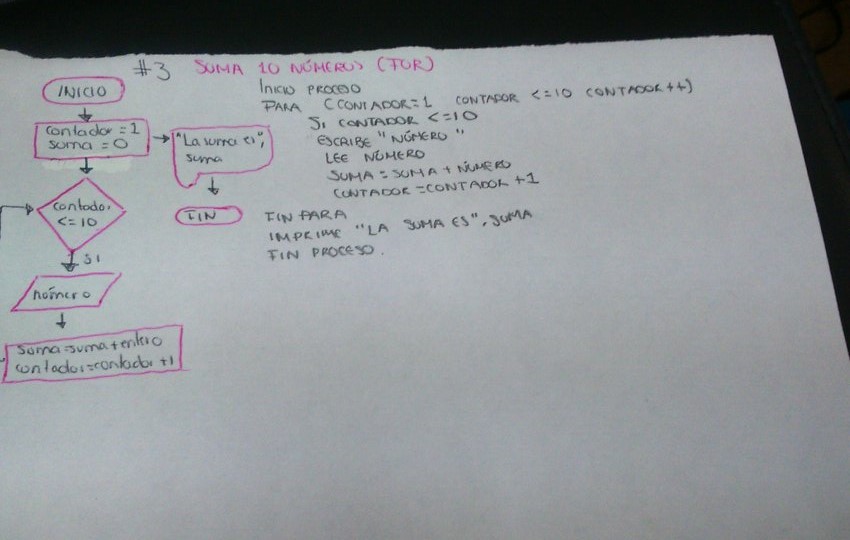 #3 SUMA 10 NÚMEROS (FOR)
INICIO
contador = 1
suma = 0
"La suma es",
suma
FIN
contador
<= 10
SI
número
suma=suma+entero
contador=contador +1
INICIO PROCESO
PARA (CONTADOR=1 CONTADOR <=10 CONTADOR ++)
SI CONTADOR <=10
ESCRIBE "NÚMERO"
LEE NÚMERO
SUMA = SUMA + NÚMERO
CONTADOR = CONTADOR +1
FIN PARA
IMPRIME "LA SUMA ES", SUMA
FIN PROCESO.